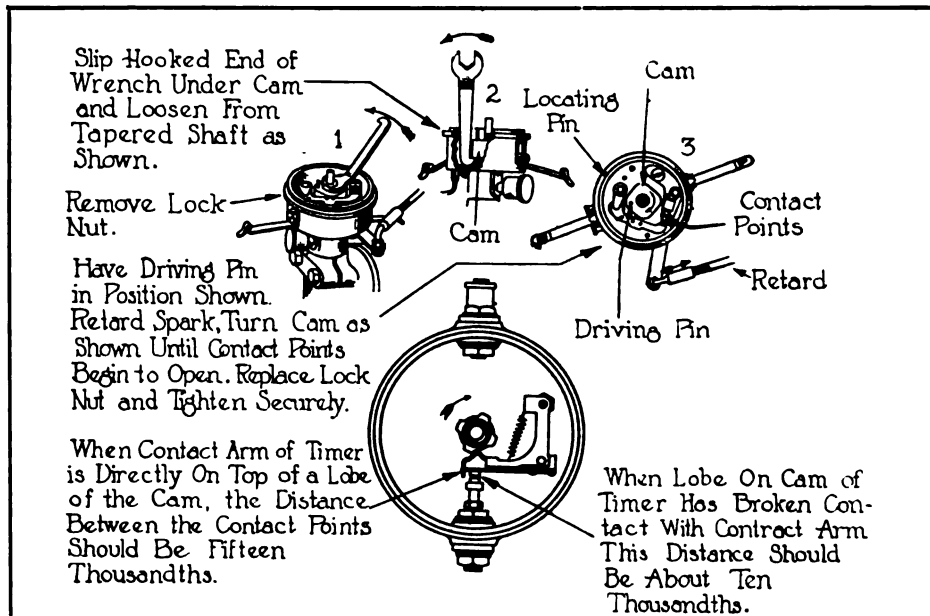 Slip Hooked End of
Wrench Under Cam
and Loosen From
Tapered Shaft as
Shown.
1
2
Cam
Locating
Pin
Cam
3
Remove Lock
Nut.
Contact
Points
Retard
Driving Pin
Have Driving Pin
in Position Shown.
Retard Spark, Turn Cam as
Shown Until Contact Points
Begin to Open. Replace Lock
Nut and Tighten Securely.
When Contact Arm of Timer
is Directly On Top of a Lobe
of the Cam, the Distance
Between the Contact Points
Should Be Fifteen
Thousandths.
When Lobe On Cam of
Timer Has Broken Con-
tact With Contract Arm
This Distance Should
Be About Ten
Thousandths.